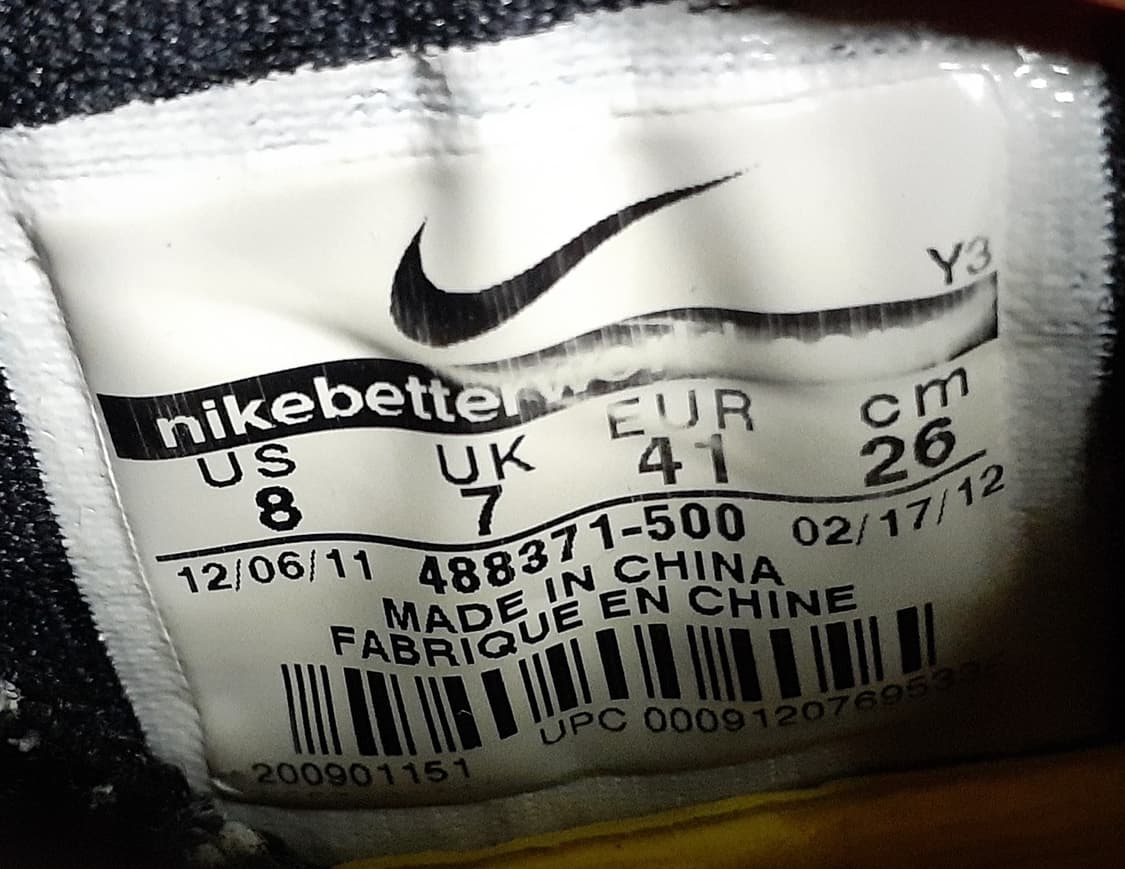 Y3
nikebetter
US UK EUR cm
8 7 41 26
12/06/11 488371-500 02/17/12
MADE IN CHINA
FABRIQUE EN CHINE
UPC
200901151